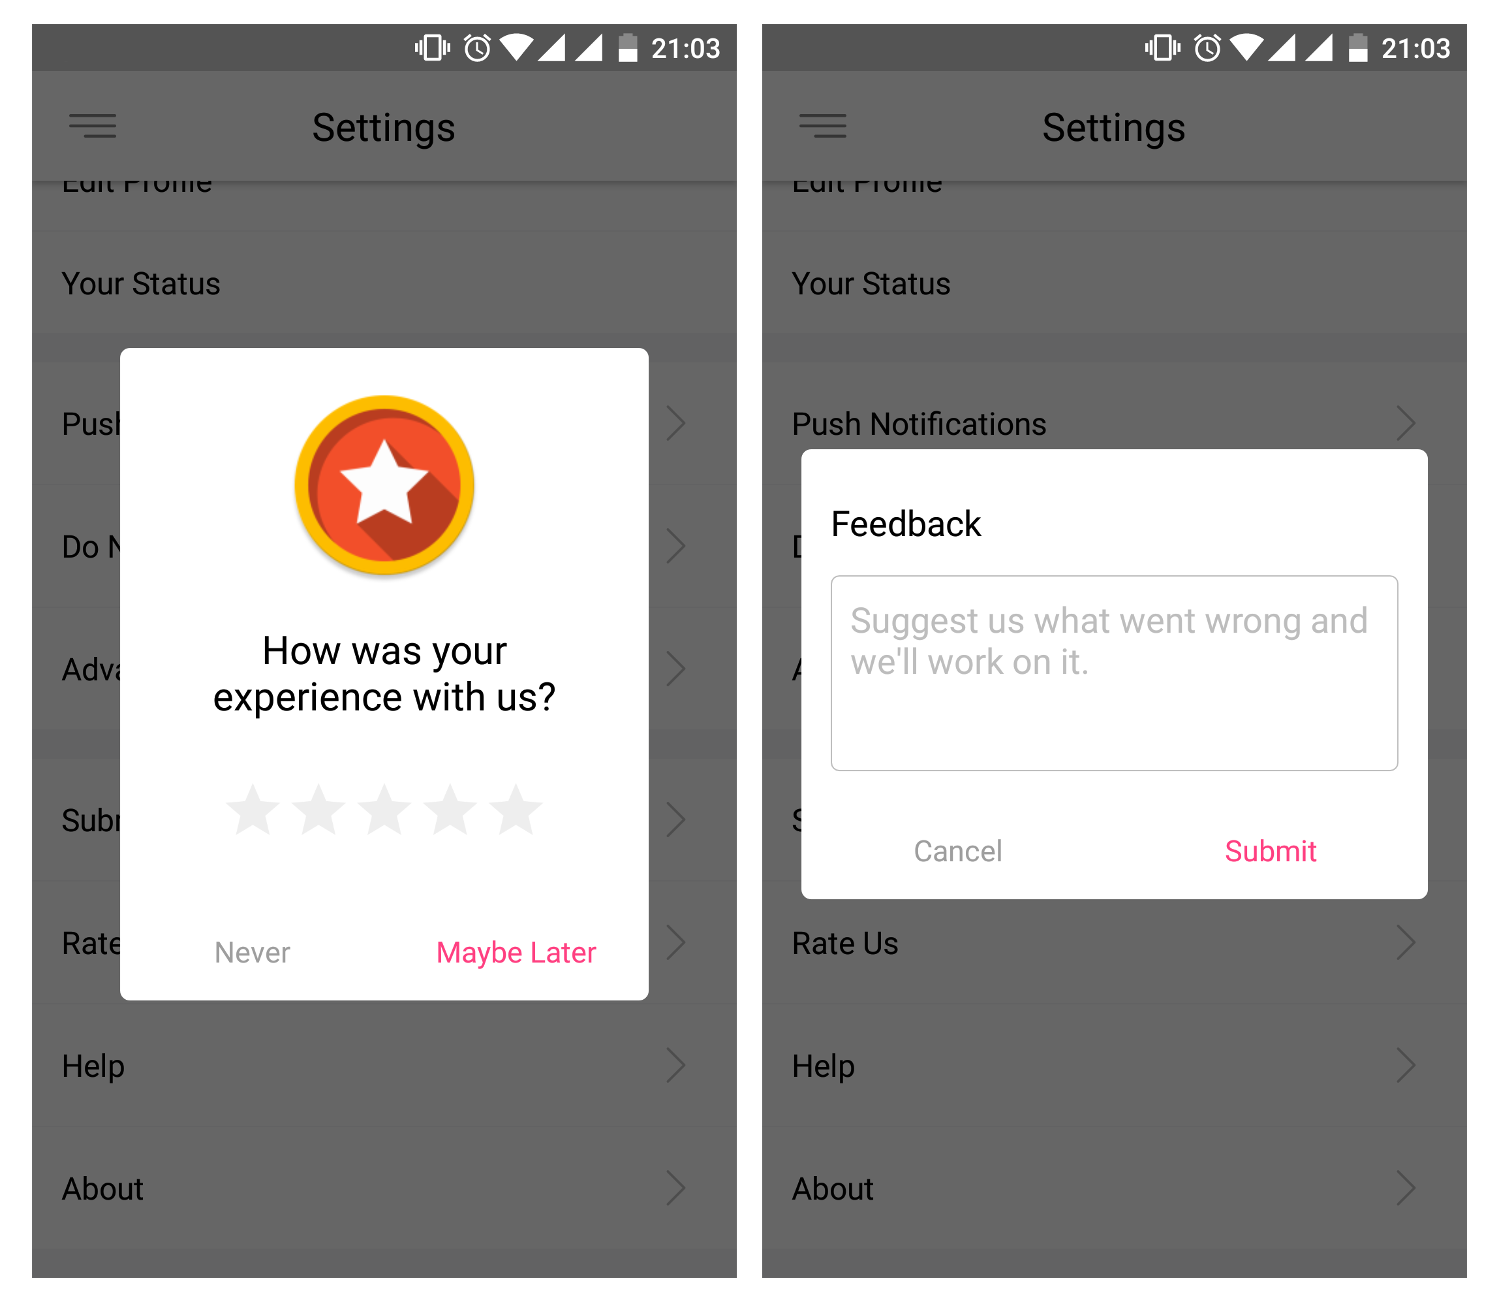 21:03
Settings
Edit Profile
Your Status
Push
Do N
Adva
How was your
experience with us?
Never
Maybe Later
Subm
Rate
Help
About
21:03
Settings
Edit Profile
Your Status
Push Notifications
Feedback
Suggest us what went wrong and
we'll work on it.
Cancel
Submit
Rate Us
Help
About